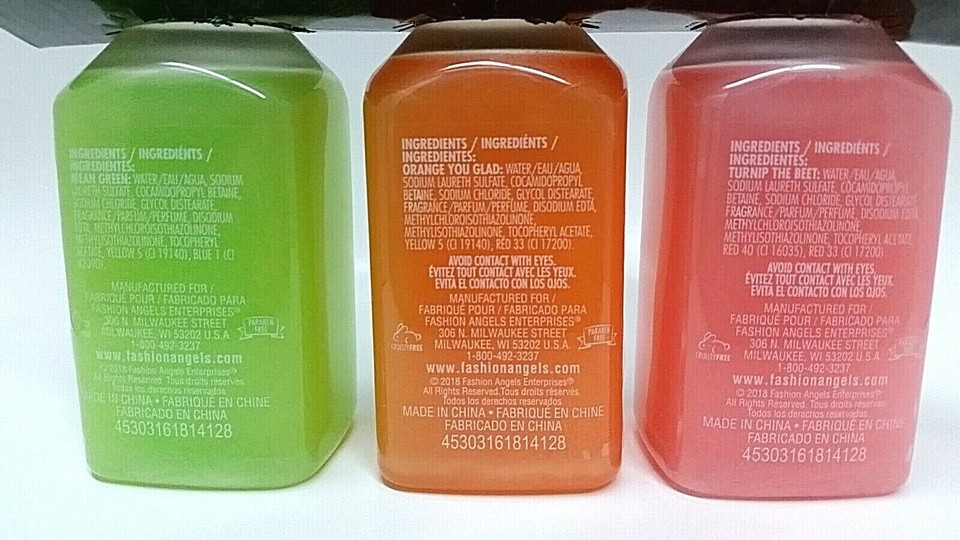 INGREDIENTS / INGREDIÉNTS /
INGREDIENTES:
MEAN GREEN: WATER/EAU/AGUA, SODIUM
LAURETH SULFATE, COCAMIDOPROPYL BETAINE,
SODIUM CHLORIDE, GLYCOL DISTEARATE,
FRAGRANCE/PARFUM/PERFUME, DISODIUM
EDTA, METHYLCHLOROISOTHIAZOLINONE,
METHYLISOTHIAZOLINONE, TOCOPHERYL
ACETATE, YELLOW 5 (CI 19140), BLUE 1 (CI
42090).
MANUFACTURED FOR /
FABRIQUÉ POUR / FABRICADO PARA
FASHION ANGELS ENTERPRISES®
306 N. MILWAUKEE STREET
MILWAUKEE, WI 53202 U.S.A.
1-800-492-3237
PARABEN
FREE
www.fashionangels.com
© 2018 Fashion Angels Enterprises®
All Rights Reserved. Tous droits réservés.
Todos los derechos reservados
MADE IN CHINA • FABRIQUÉ EN CHINE
FABRICADO EN CHINA
45303161814128
INGREDIENTS / INGREDIÉNTS /
INGREDIENTES:
ORANGE YOU GLAD: WATER/EAU/AGUA,
SODIUM LAURETH SULFATE, COCAMIDOPROPYL
BETAINE, SODIUM CHLORIDE, GLYCOL DISTEARATE,
FRAGRANCE/PARFUM/PERFUME, DISODIUM EDTA,
METHYLCHLOROISOTHIAZOLINONE,
METHYLISOTHIAZOLINONE, TOCOPHERYL ACETATE,
YELLOW 5 (CI 19140), RED 33 (CI 17200).
AVOID CONTACT WITH EYES.
ÉVITEZ TOUT CONTACT AVEC LES YEUX.
EVITA EL CONTACTO CON LOS OJOS.
MANUFACTURED FOR /
FABRIQUÉ POUR / FABRICADO PARA
FASHION ANGELS ENTERPRISES®
306 N. MILWAUKEE STREET
MILWAUKEE, WI 53202 U.S.A.
1-800-492-3237
CRUELTY FREE
PARABEN
FREE
www.fashionangels.com
© 2018 Fashion Angels Enterprises®
All Rights Reserved.Tous droits réservés.
Todos los derechos reservados
MADE IN CHINA • FABRIQUÉ EN CHINE
FABRICADO EN CHINA
45303161814128
INGREDIENTS / INGREDIÉNTS /
INGREDIENTES:
TURNIP THE BEET: WATER/EAU/AGUA,
SODIUM LAURETH SULFATE, COCAMIDOPROPYL
BETAINE, SODIUM CHLORIDE, GLYCOL DISTEARATE,
FRAGRANCE/PARFUM/PERFUME, DISODIUM EDTA,
METHYLCHLOROISOTHIAZOLINONE,
METHYLISOTHIAZOLINONE, TOCOPHERYL ACETATE,
RED 40 (CI 16035), RED 33 (CI 17200)
AVOID CONTACT WITH EYES.
ÉVITEZ TOUT CONTACT AVEC LES YEUX.
EVITA EL CONTACTO CON LOS OJOS.
MANUFACTURED FOR /
FABRIQUÉ POUR / FABRICADO PARA
FASHION ANGELS ENTERPRISES®
306 N. MILWAUKEE STREET
MILWAUKEE, WI 53202 U.S.A.
1-800-492-3237
CRUELTY FREE
www.fashionangels.com
© 2018 Fashion Angels Enterprises®
All Rights Reserved. Tous droits réservés.
Todos los derechos reservados
MADE IN CHINA • FABRIQUÉ EN CHINE
FABRICADO EN CHINA
45303161814128